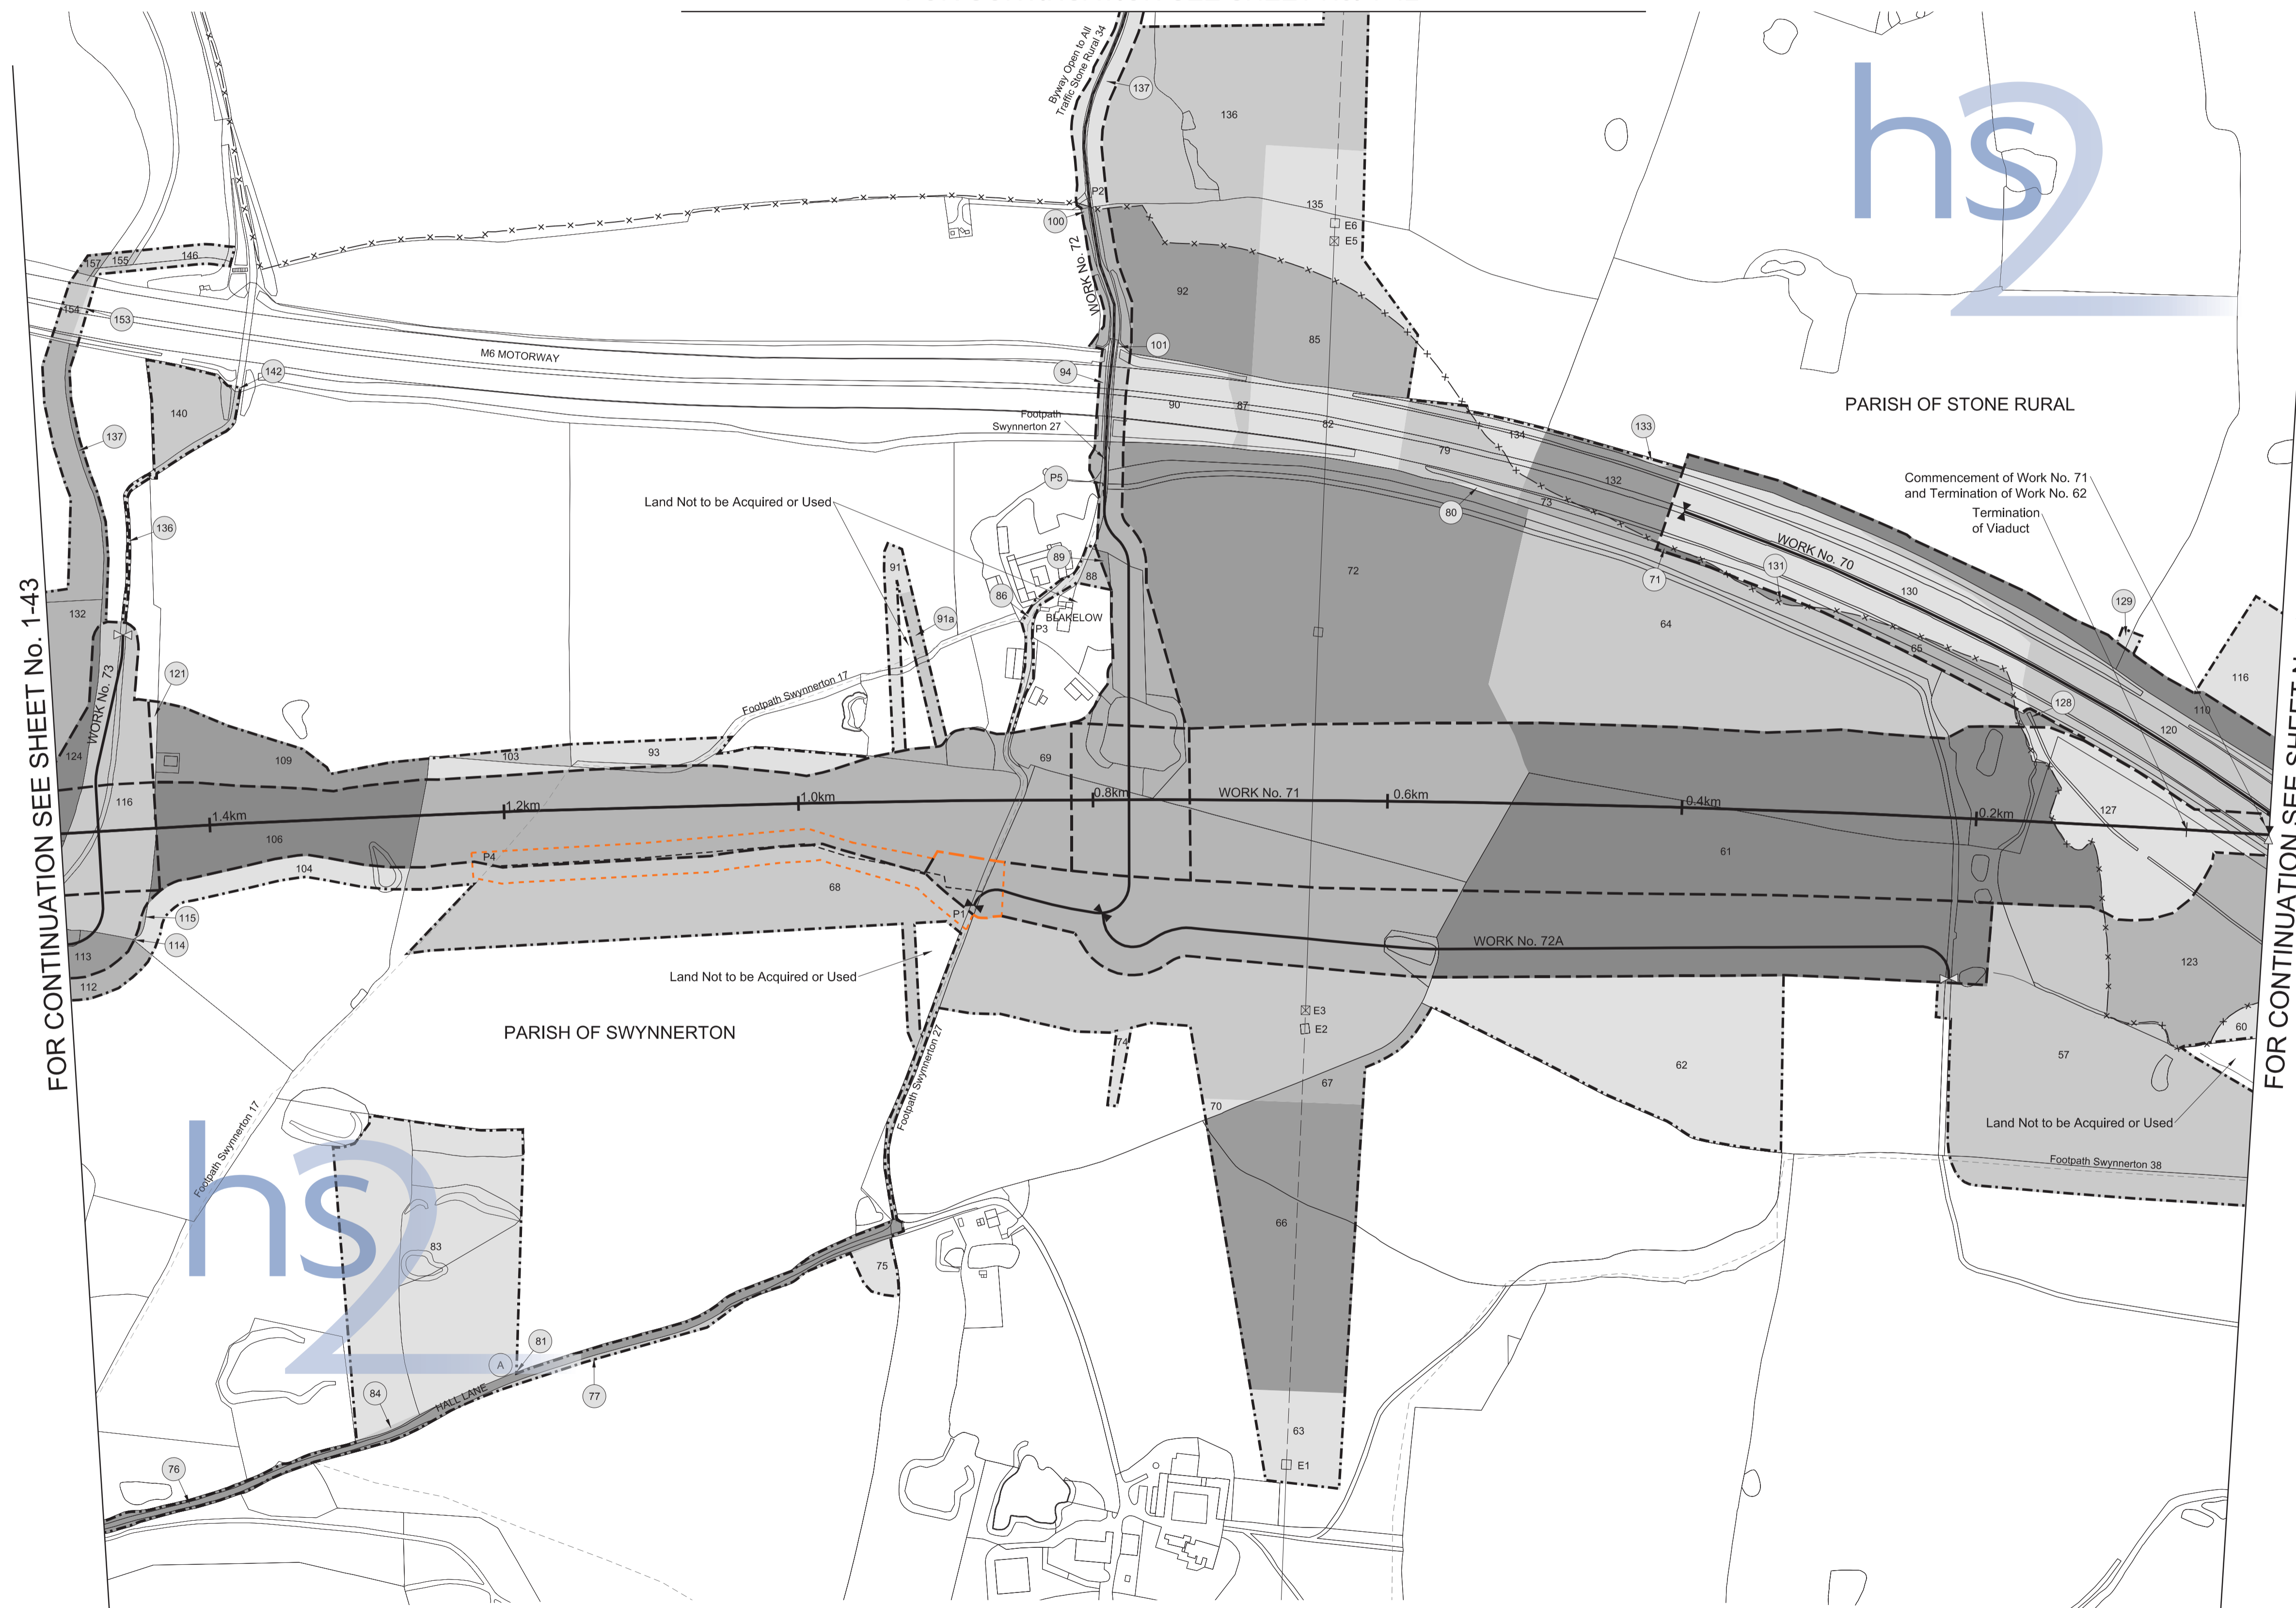 Byway Open to All
Traffic Stone Rural 34
137
136
hs2
P2
135
100
E6
E5
WORK No. 72
157
155
146
92
154
153
85
101
M6 MOTORWAY
142
94
140
90
87
Footpath
Swynnerton 27
82
PARISH OF STONE RURAL
133
134
137
79
P5
132
Commencement of Work No. 71
and Termination of Work No. 62
Termination
of Viaduct
Land Not to be Acquired or Used
80
73
136
WORK No. 70
89
91
88
72
71
131
130
86
129
FOR CONTINUATION SEE SHEET No. 1-43
132
91a
BLAKELOW
P3
64
65
WORK No. 73
121
Footpath Swynnerton 17
116
128
110
120
124
109
103
93
69
116
1.4km
1.2km
1.0km
0.8km
WORK No. 71
0.6km
0.4km
0.2km
127
106
P4
61
104
68
115
P1
114
WORK No. 72A
113
112
Land Not to be Acquired or Used
123
PARISH OF SWYNNERTON
E3
E2
74
60
57
62
67
70
Footpath Swynnerton 27
Land Not to be Acquired or Used
Footpath Swynnerton 17
Footpath Swynnerton 38
hs2
83
66
75
81
A
84
HALL LANE
77
63
E1
76
FOR CONTINUATION SEE SHEET